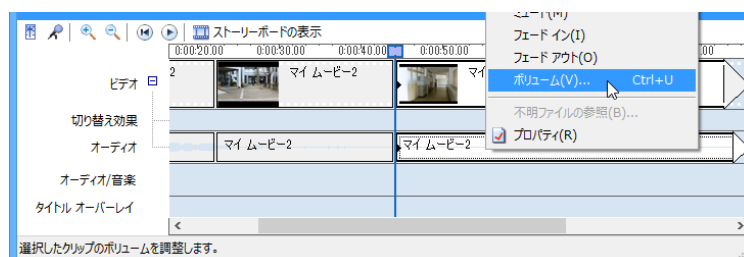 ミュート(M)
ストーリーボードの表示
フェード イン(I)
0:00:20.00 0:00:30.00 0:00:40.00 0:00:50.00 .00
フェード アウト(O)
ビデオ 2 マイ ムービー2 マイ
ボリューム(V)... Ctrl+U
不明ファイルの参照(B)...
切り替え効果
プロパティ(R)
オーディオ マイ ムービー2 マイ ムービー2
オーディオ/音楽
タイトル オーバーレイ
選択したクリップのボリュームを調整します。